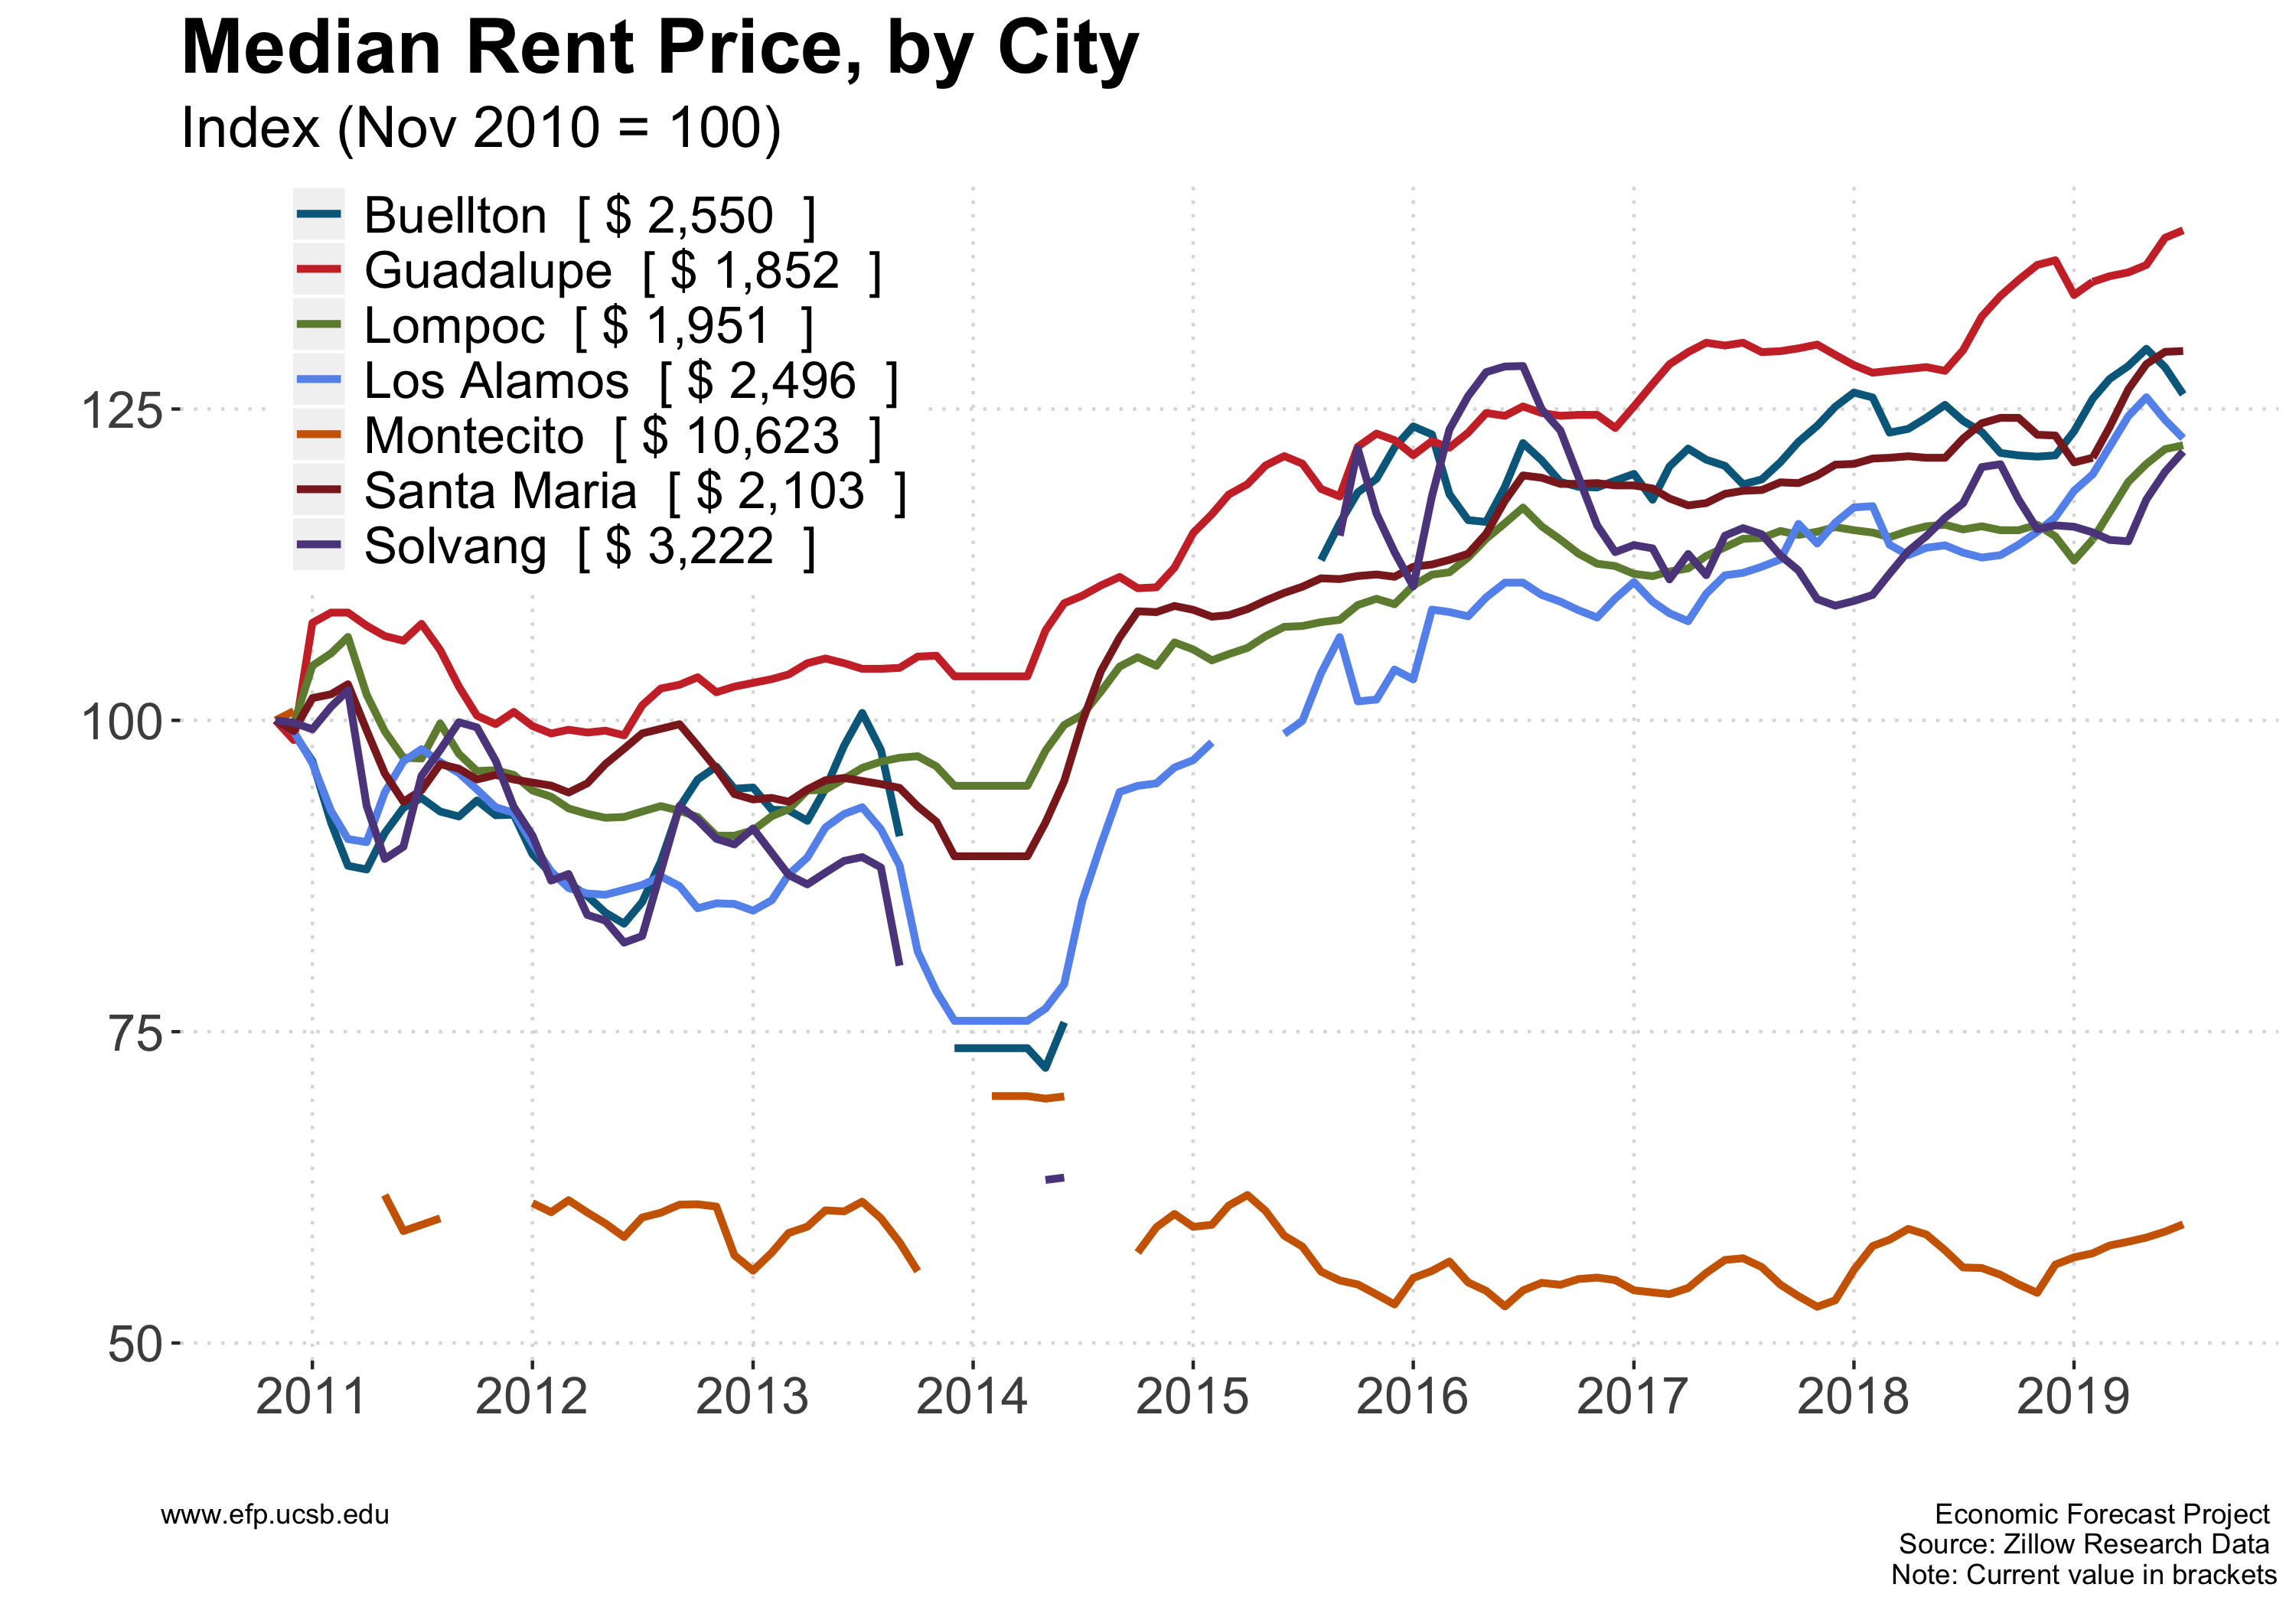 Median Rent Price, by City
Index (Nov 2010 = 100)
Buellton [ $ 2,550 ]
Guadalupe [ $ 1,852 ]
Lompoc [ $ 1,951 ]
Los Alamos [ $ 2,496 ]
Montecito [ $ 10,623 ]
Santa Maria [ $ 2,103 ]
Solvang [ $ 3,222 ]
125
100
75
50
2011 2012 2013 2014 2015 2016 2017 2018 2019
www.efp.ucsb.edu
Economic Forecast Project
Source: Zillow Research Data
Note: Current value in brackets